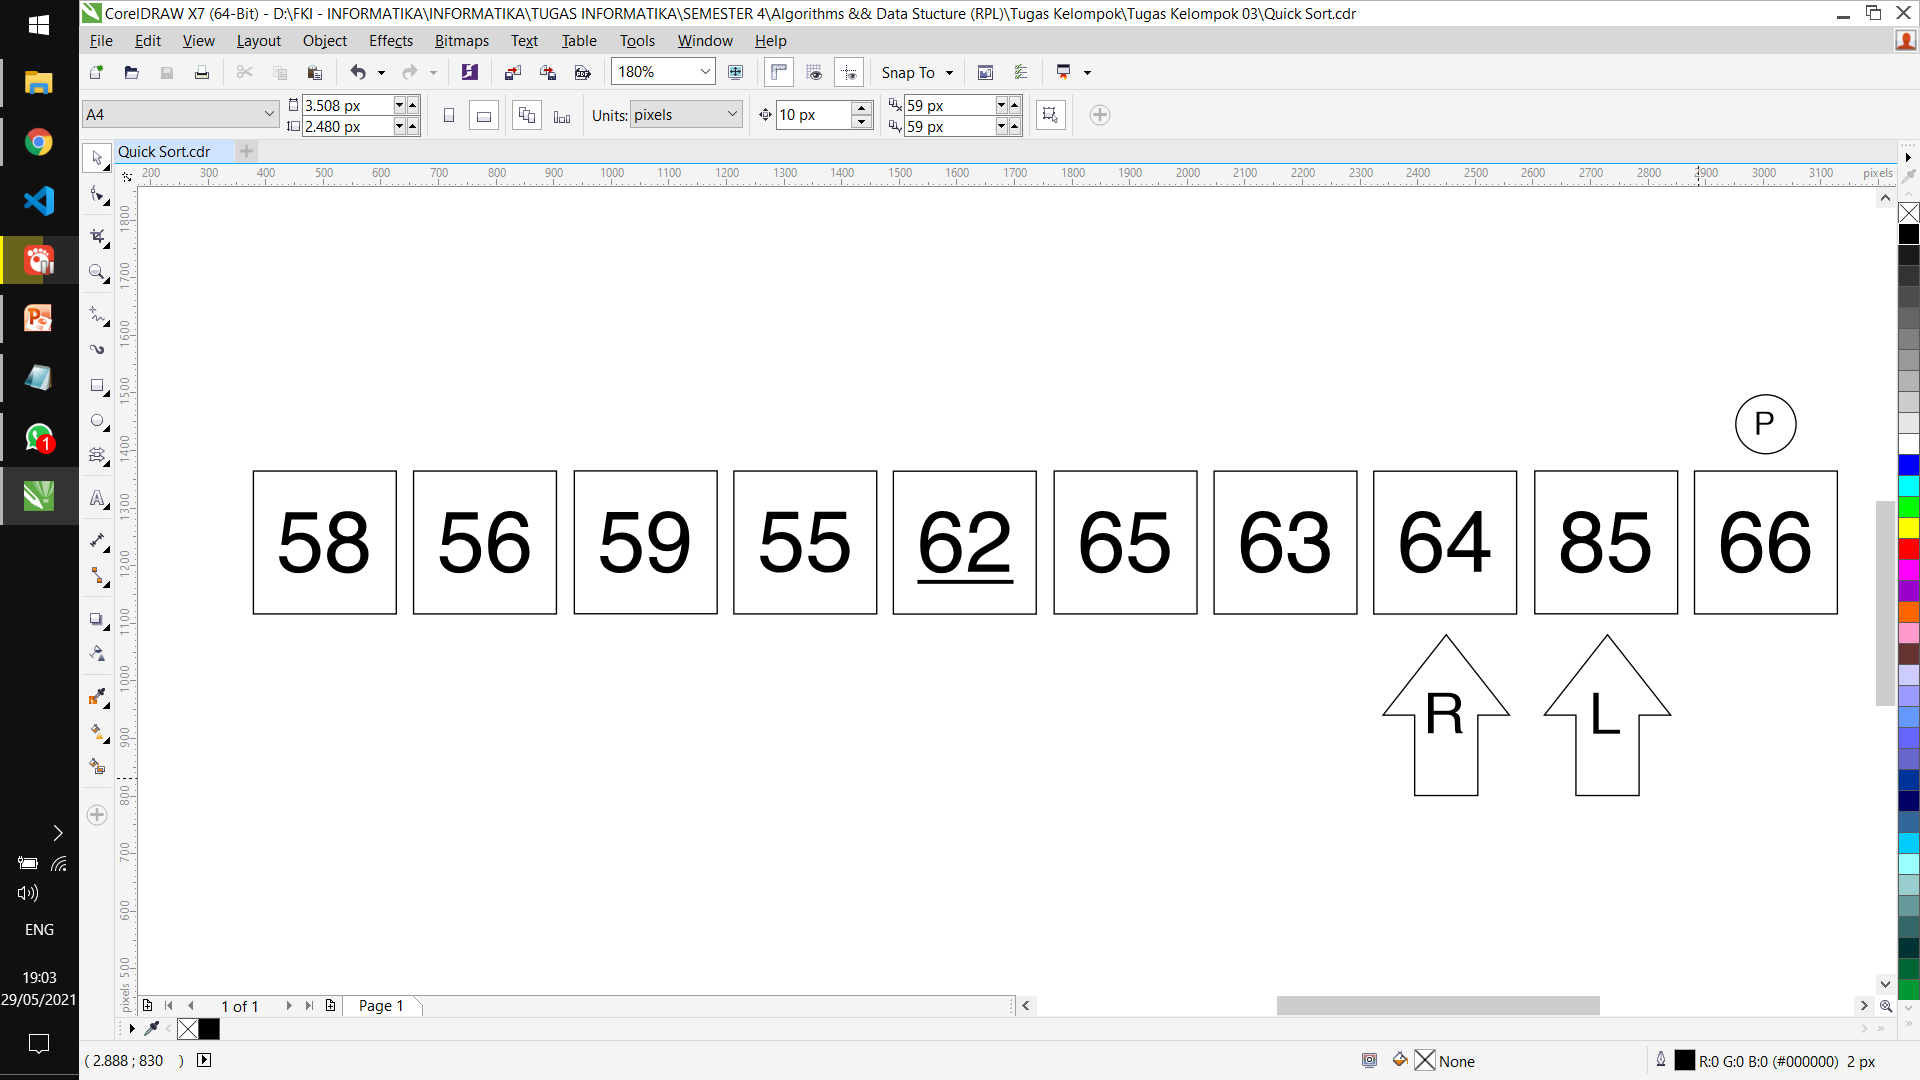 CorelDRAW X7 (64-Bit) - D:\FKI - INFORMATIKA\INFORMATIKA\TUGAS INFORMATIKA\SEMESTER 4\Algorithms && Data Stucture (RPL)\Tugas Kelompok\Tugas Kelompok 03\Quick Sort.cdr
File Edit View Layout Object Effects Bitmaps Text Table Tools Window Help
180% Snap To
A4 3.508 px 2.480 px Units: pixels 10 px 59 px 59 px
Quick Sort.cdr
200 300 400 500 600 700 800 900 1000 1100 1200 1300 1400 1500 1600 1700 1800 1900 2000 2100 2200 2300 2400 2500 2600 2700 2800 2900 3000 3100 pixels
1800
1700
1600
1500
1400
1300
1200
1100
1000
900
800
700
600
500
pixels
P
58 56 59 55 62 65 63 64 85 66
R L
1
ENG
19:03
29/05/2021
1 of 1 Page 1
( 2.888 ; 830 ) None R:0 G:0 B:0 (#000000) 2 px